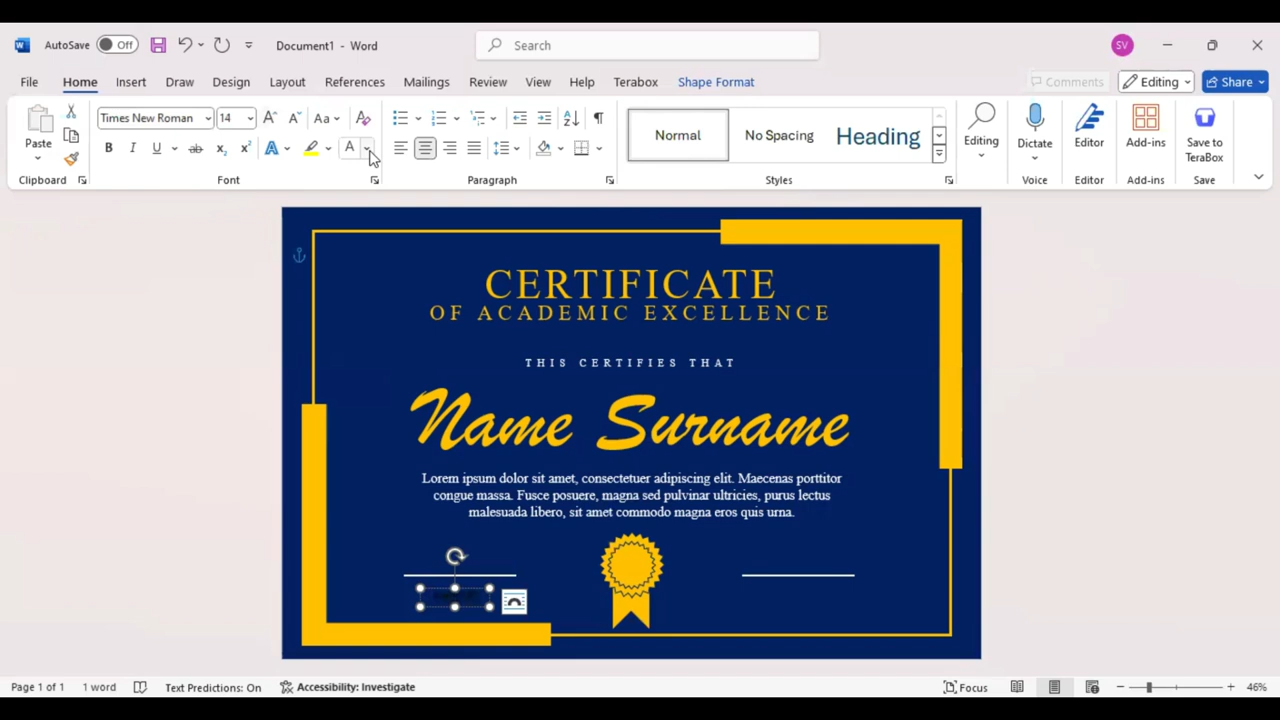 AutoSave Off Document1 - Word Search SV
File Home Insert Draw Design Layout References Mailings Review View Help Terabox Shape Format Comments Editing Share
Times New Roman 14 Aa
Paste
Normal No Spacing Heading
Editing Dictate Editor Add-ins Save to TeraBox
Clipboard Font Paragraph Styles Voice Editor Add-ins Save
CERTIFICATE
OF ACADEMIC EXCELLENCE
THIS CERTIFIES THAT
Name Surname
Lorem ipsum dolor sit amet, consectetuer adipiscing elit. Maecenas porttitor
congue massa. Fusce posuere, magna sed pulvinar ultricies, purus lectus
malesuada libero, sit amet commodo magna eros quis urna.
Page 1 of 1 1 word Text Predictions: On Accessibility: Investigate Focus 46%